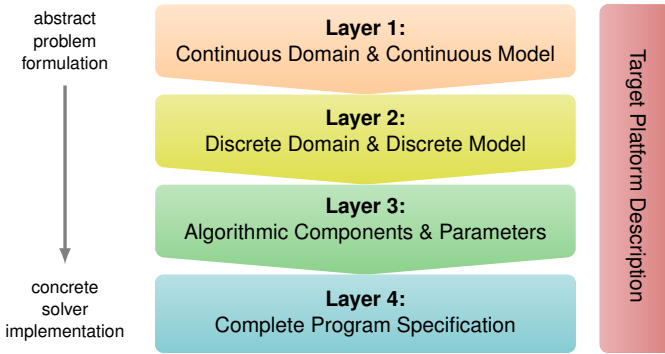 abstract
problem
formulation
Layer 1:
Continuous Domain & Continuous Model
Layer 2:
Discrete Domain & Discrete Model
Layer 3:
Algorithmic Components & Parameters
concrete
solver
implementation
Layer 4:
Complete Program Specification
Target Platform Description